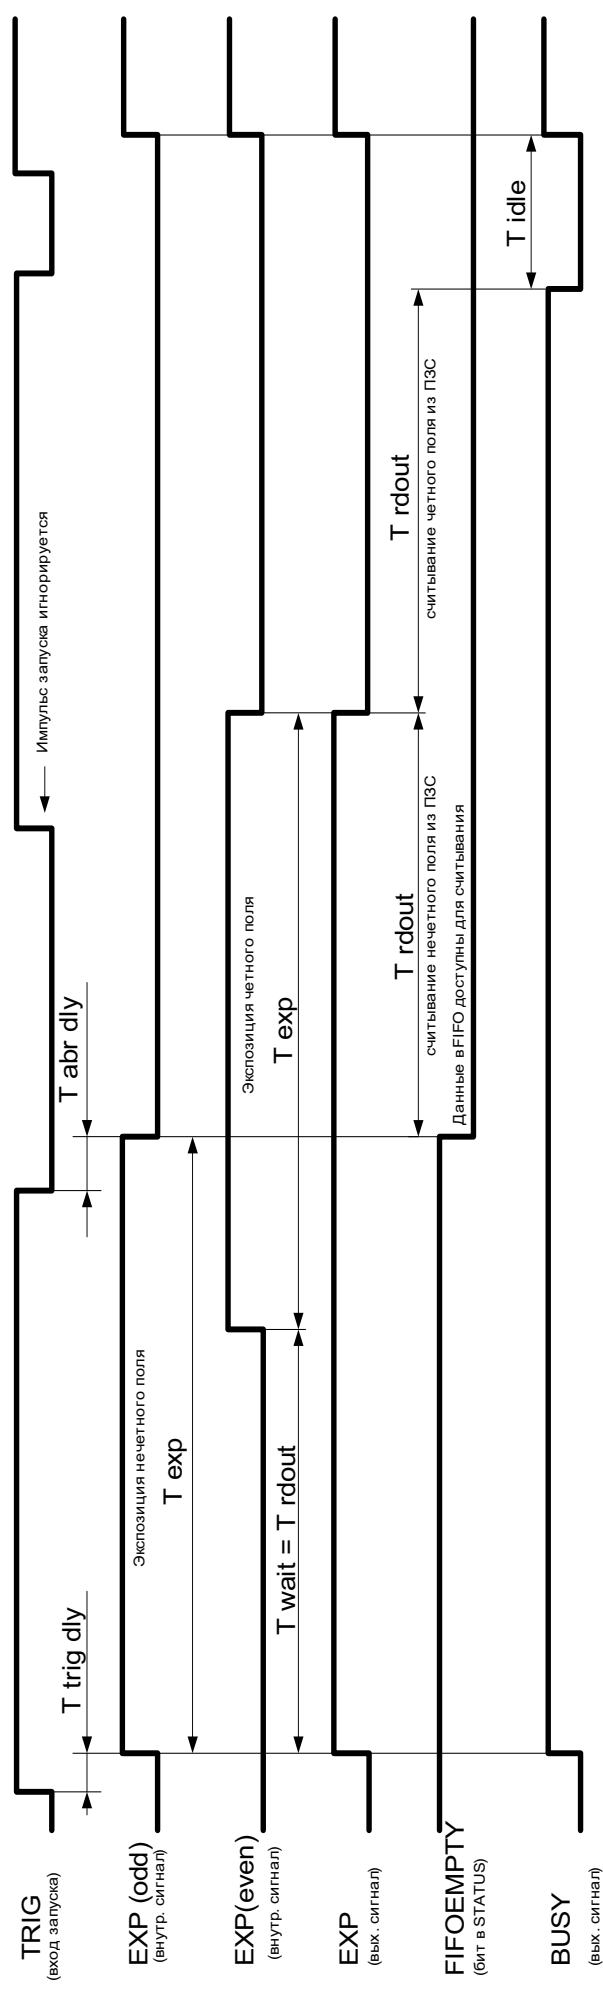 TRIG
(вход запуска)
T trig dly
T abr dly
Импульс запуска игнорируется
EXP (odd)
(внутр. сигнал)
Экспозиция нечетного поля
T exp
EXP(even)
(внутр. сигнал)
T wait = T rdout
Экспозиция четного поля
T exp
EXP
(вых. сигнал)
T rdout
считывание нечетного поля из ПЗС
T rdout
считывание четного поля из ПЗС
FIFOEMPTY
(бит в STATUS)
Данные в FIFO доступны для считывания
BUSY
(вых. сигнал)
T idle